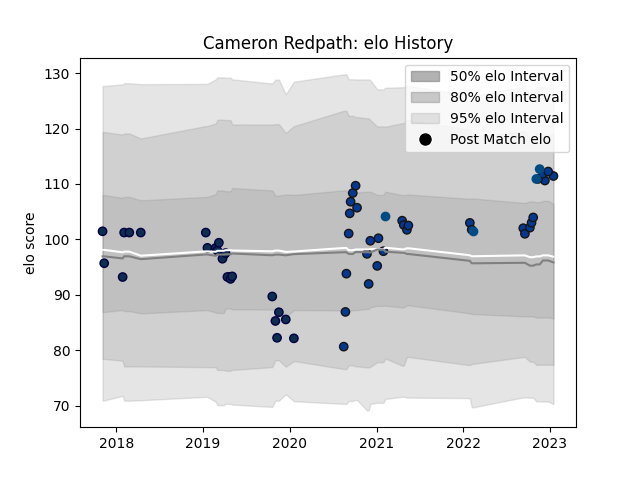 Cameron Redpath: elo History
130
120
110
100
90
80
70
elo score
50% elo Interval
80% elo Interval
95% elo Interval
Post Match elo
2018
2019
2020
2021
2022
2023